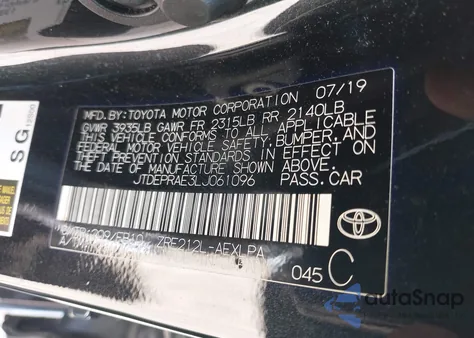 MFD.BY:TOYOTA MOTOR CORPORATION 07/19
GVWR 3935LB GAWR FR 2315LB RR 2140LB
THIS VEHICLE CONFORMS TO ALL APPLICABLE
FEDERAL MOTOR VEHICLE SAFETY, BUMPER, AND
THEFT PREVENTION STANDARDS IN EFFECT ON
THE DATE OF MANUFACTURE SHOWN ABOVE.
JTDEPRAE3LJ061096 PASS.CAR
ZRE212L-AEXLPA
A/T
045 C
TOYOTA
SG
autoSnap